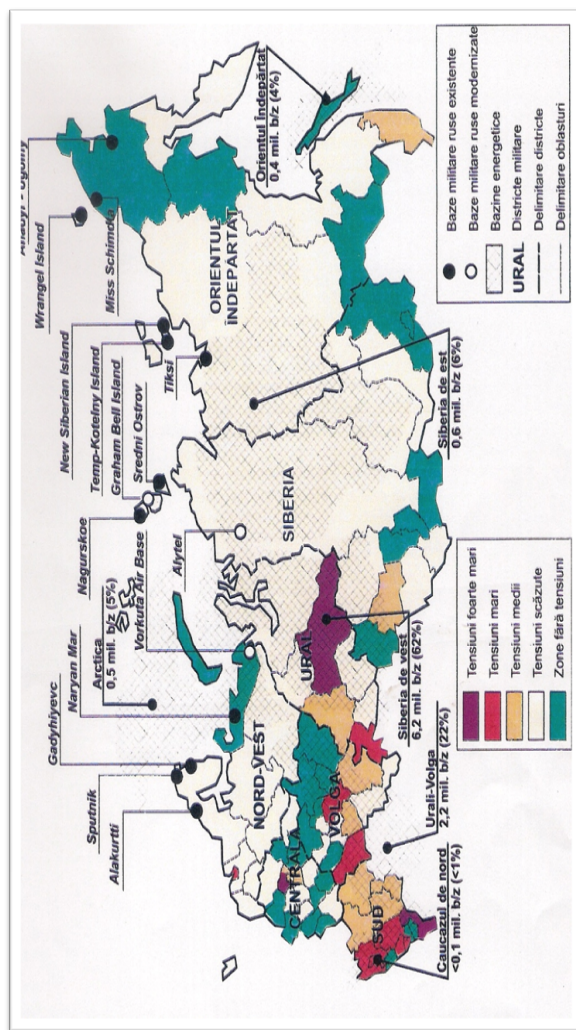 Sputnik
Alakurtti
Gadyhiyevc
Naryan Mar
Arctica
0,5 mil. b/z (5%)
Vorkuta Air Base
Nagurskoe
Alytel
Sredni Ostrov
Graham Bell Island
Temp-Kotelny Island
New Siberian Island
Tiksi
Wrangel Island
Miss Schimdta
Anadyr - Ugolny
Orientul Îndepărtat
0,4 mil. b/z (4%)
ORIENTUL
ÎNDEPĂRTAT
SIBERIA
URAL
NORD-VEST
CENTRALĂ
VOLGA
SUD
Caucazul de nord
<0,1 mil. b/z (<1%)
Urali-Volga
2,2 mil. b/z (22%)
Siberia de vest
6,2 mil. b/z (62%)
Siberia de est
0,6 mil. b/z (6%)
Tensiuni foarte mari
Tensiuni mari
Tensiuni medii
Tensiuni scăzute
Zone fără tensiuni
Baze militare ruse existente
Baze militare ruse modernizate
Bazine energetice
URAL Districte militare
Delimitare districte
Delimitare oblasturi